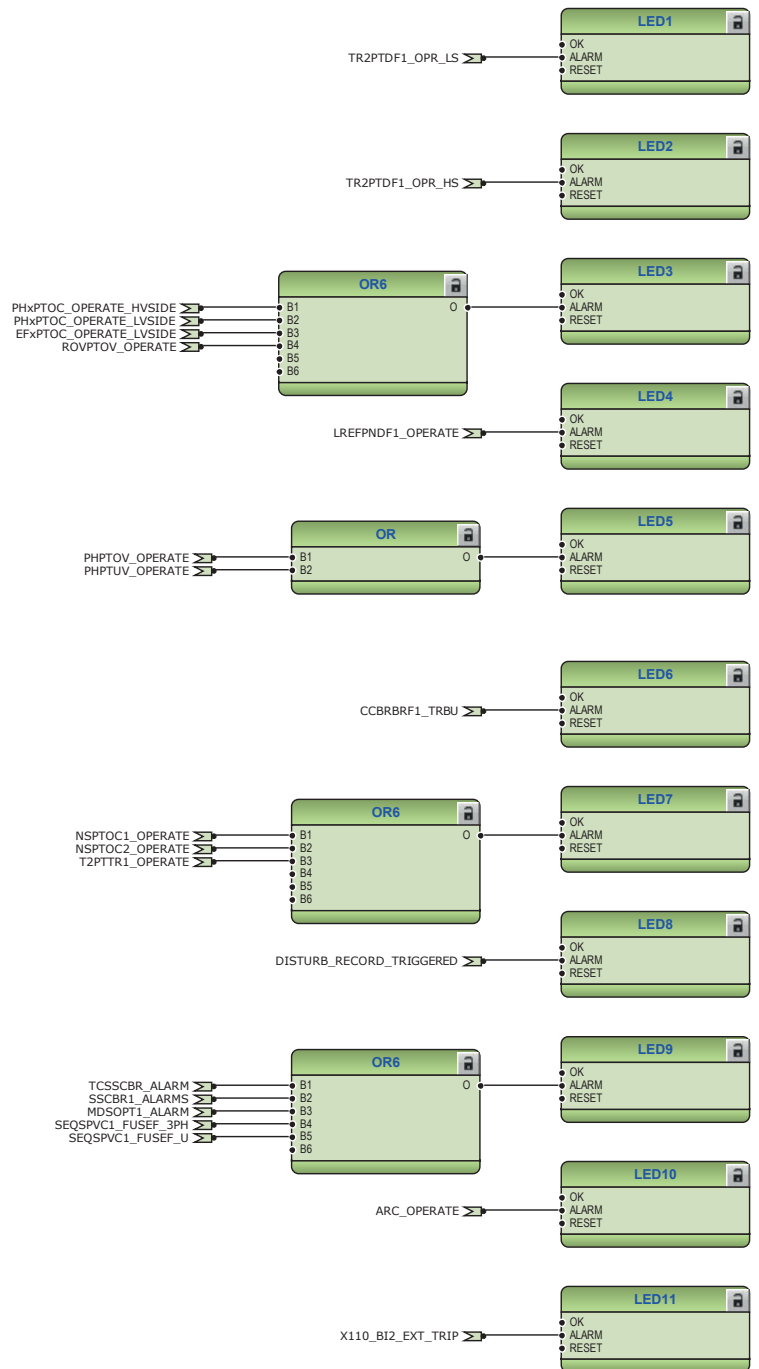 LED1
OK
TR2PTDF1_OPR_LS
ALARM
RESET
LED2
OK
TR2PTDF1_OPR_HS
ALARM
RESET
OR6
PHxPTOC_OPERATE_HVSIDE
B1
O
PHxPTOC_OPERATE_LVSIDE
B2
EFxPTOC_OPERATE_LVSIDE
B3
ROVPTOV_OPERATE
B4
B5
B6
LED3
OK
ALARM
RESET
LED4
OK
LREFPNDF1_OPERATE
ALARM
RESET
OR
PHPTOV_OPERATE
B1
O
PHPTUV_OPERATE
B2
LED5
OK
ALARM
RESET
LED6
OK
CCBRBRF1_TRBU
ALARM
RESET
OR6
NSPTOC1_OPERATE
B1
O
NSPTOC2_OPERATE
B2
T2PTTR1_OPERATE
B3
B4
B5
B6
LED7
OK
ALARM
RESET
LED8
OK
DISTURB_RECORD_TRIGGERED
ALARM
RESET
OR6
TCSSCBR_ALARM
B1
O
SSCBR1_ALARMS
B2
MDSOPT1_ALARM
B3
SEQSPVC1_FUSEF_3PH
B4
SEQSPVC1_FUSEF_U
B5
B6
LED9
OK
ALARM
RESET
LED10
OK
ARC_OPERATE
ALARM
RESET
LED11
OK
X110_BI2_EXT_TRIP
ALARM
RESET